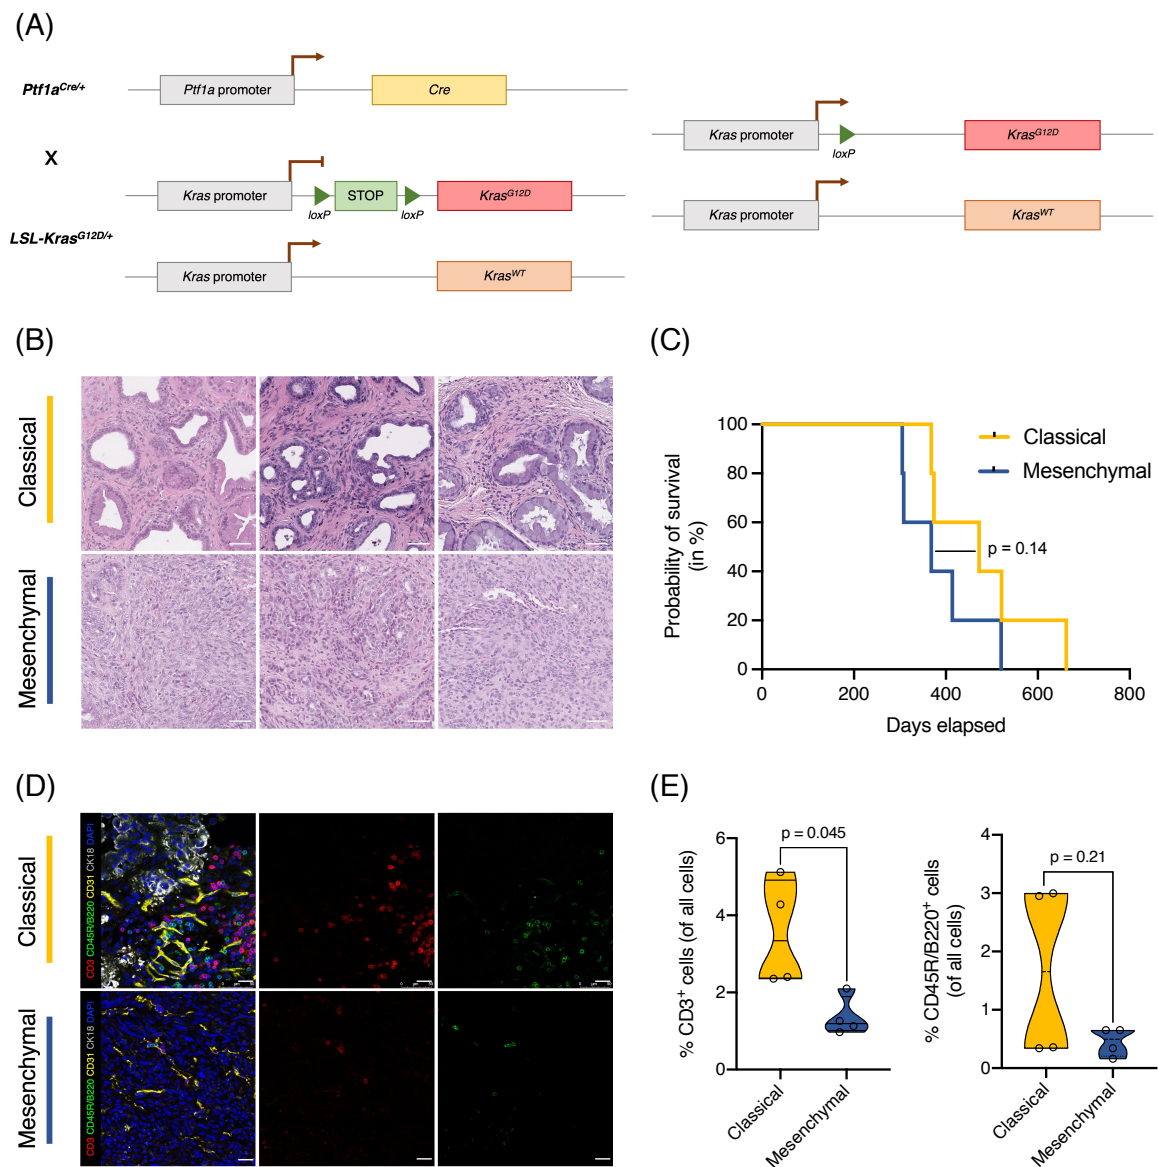 (A)
Ptf1aCre/+
Ptf1a promoter
Cre
X
Kras promoter
loxP
STOP
loxP
KrasG12D
LSL-KrasG12D/+
Kras promoter
KrasWT
Kras promoter
loxP
KrasG12D
Kras promoter
KrasWT
(B)
Classical
Mesenchymal
(C)
Probability of survival
(in %)
100
80
60
40
20
0
0
200
400
600
800
Days elapsed
Classical
Mesenchymal
p = 0.14
(D)
Classical
Mesenchymal
CD3 CD45R/B220 CD31 CK18 DAPI
CD3 CD45R/B220 CD31 CK18 DAPI
(E)
% CD3+ cells (of all cells)
6
4
2
0
p = 0.045
Classical
Mesenchymal
% CD45R/B220+ cells
(of all cells)
4
3
2
1
0
p = 0.21
Classical
Mesenchymal